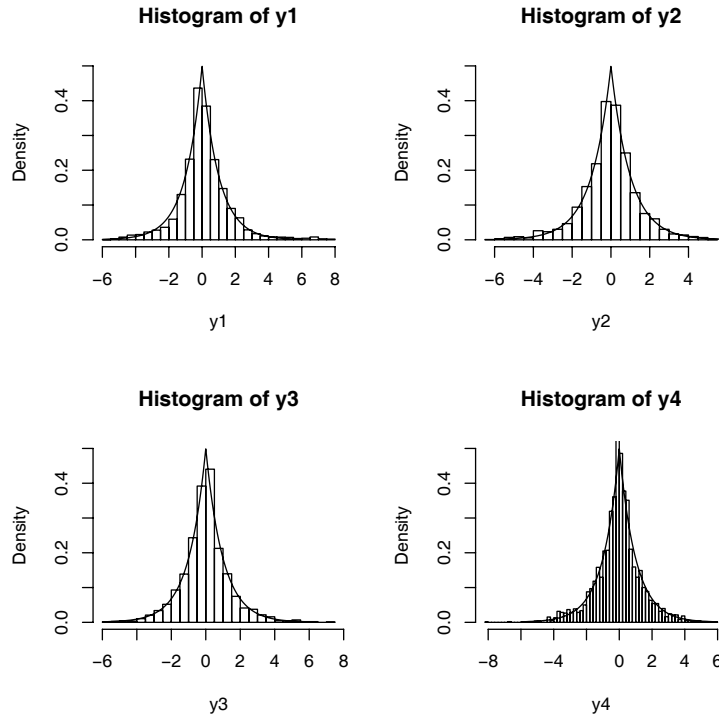 Histogram of y1
Density
0.0 0.2 0.4
−6 −2 0 2 4 6 8
y1
Histogram of y2
Density
0.0 0.2 0.4
−6 −4 −2 0 2 4
y2
Histogram of y3
Density
0.0 0.2 0.4
−6 −2 0 2 4 6 8
y3
Histogram of y4
Density
0.0 0.2 0.4
−8 −4 0 2 4 6
y4